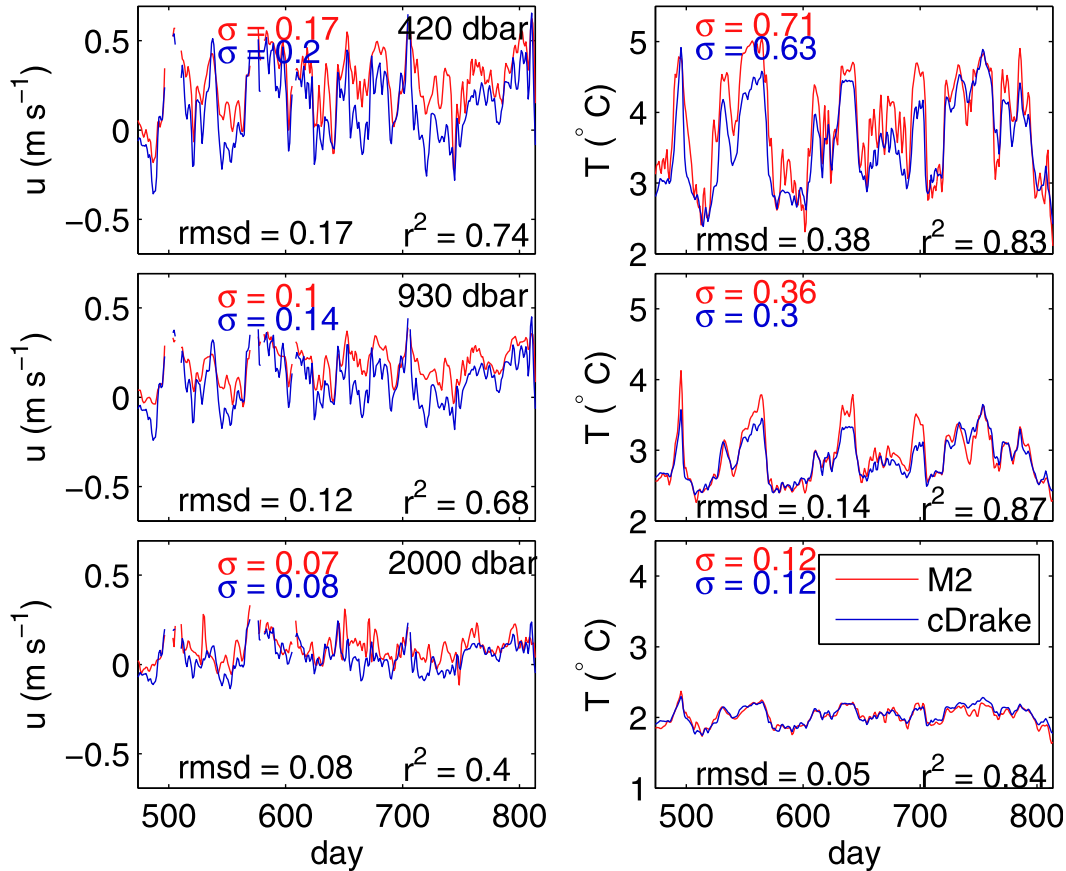 420 dbar
σ = 0.17
σ = 0.2
0.5
0
−0.5
u (m s⁻¹)
rmsd = 0.17
r² = 0.74
σ = 0.71
σ = 0.63
5
4
3
2
T (° C)
rmsd = 0.38
r² = 0.83
930 dbar
σ = 0.1
σ = 0.14
0.5
0
−0.5
u (m s⁻¹)
rmsd = 0.12
r² = 0.68
σ = 0.36
σ = 0.3
5
4
3
2
T (° C)
rmsd = 0.14
r² = 0.87
2000 dbar
σ = 0.07
σ = 0.08
0.5
0
−0.5
u (m s⁻¹)
rmsd = 0.08
r² = 0.4
500
600
700
800
day
σ = 0.12
σ = 0.12
M2
cDrake
4
3
2
1
T (° C)
rmsd = 0.05
r² = 0.84
500
600
700
800
day